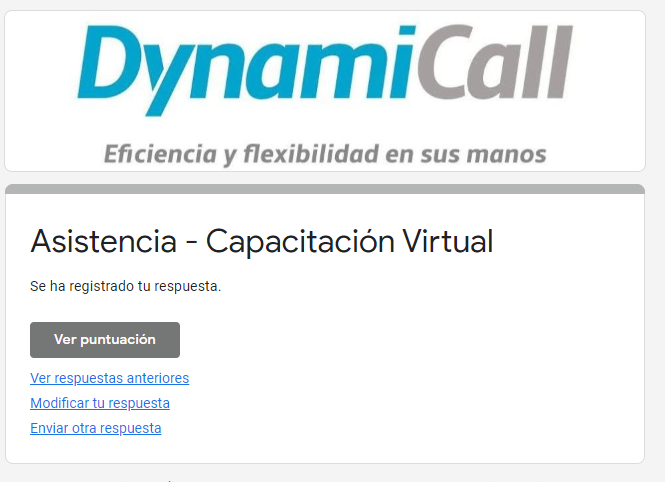 DynamiCall
Eficiencia y flexibilidad en sus manos
Asistencia - Capacitación Virtual
Se ha registrado tu respuesta.
Ver puntuación
Ver respuestas anteriores
Modificar tu respuesta
Enviar otra respuesta